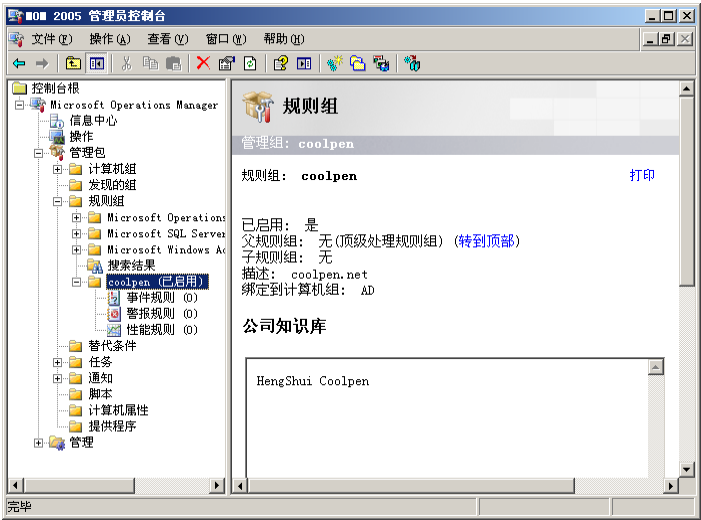 MOM 2005 管理员控制台
文件(F) 操作(A) 查看(V) 窗口(W) 帮助(H)
控制台根
Microsoft Operations Manager
信息中心
操作
管理包
计算机组
发现的组
规则组
Microsoft Operations
Microsoft SQL Server
Microsoft Windows Ac
搜索结果
coolpen (已启用)
事件规则 (0)
警报规则 (0)
性能规则 (0)
替代条件
任务
通知
脚本
计算机属性
提供程序
管理
规则组
管理组: coolpen
规则组: coolpen 打印
已启用: 是
父规则组: 无(顶级处理规则组) (转到顶部)
子规则组: 无
描述: coolpen.net
绑定到计算机组: AD
公司知识库
HengShui Coolpen
完毕